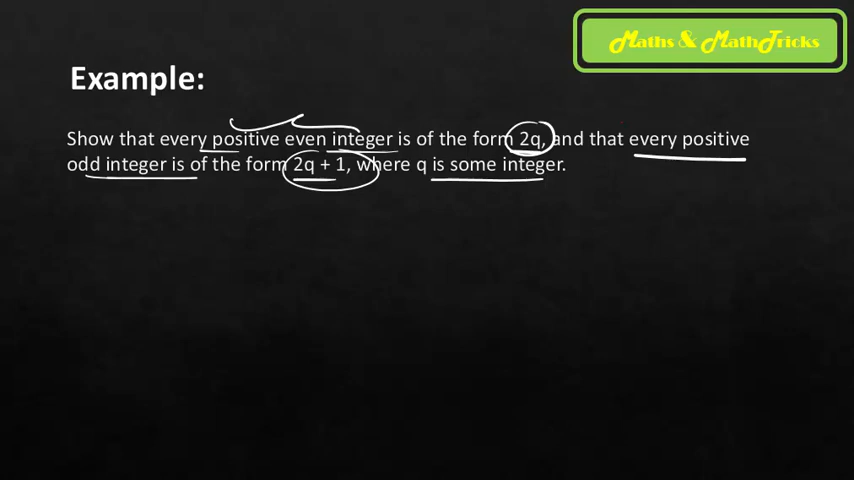 Maths & MathTricks
Example:
Show that every positive even integer is of the form 2q, and that every positive
odd integer is of the form 2q + 1, where q is some integer.